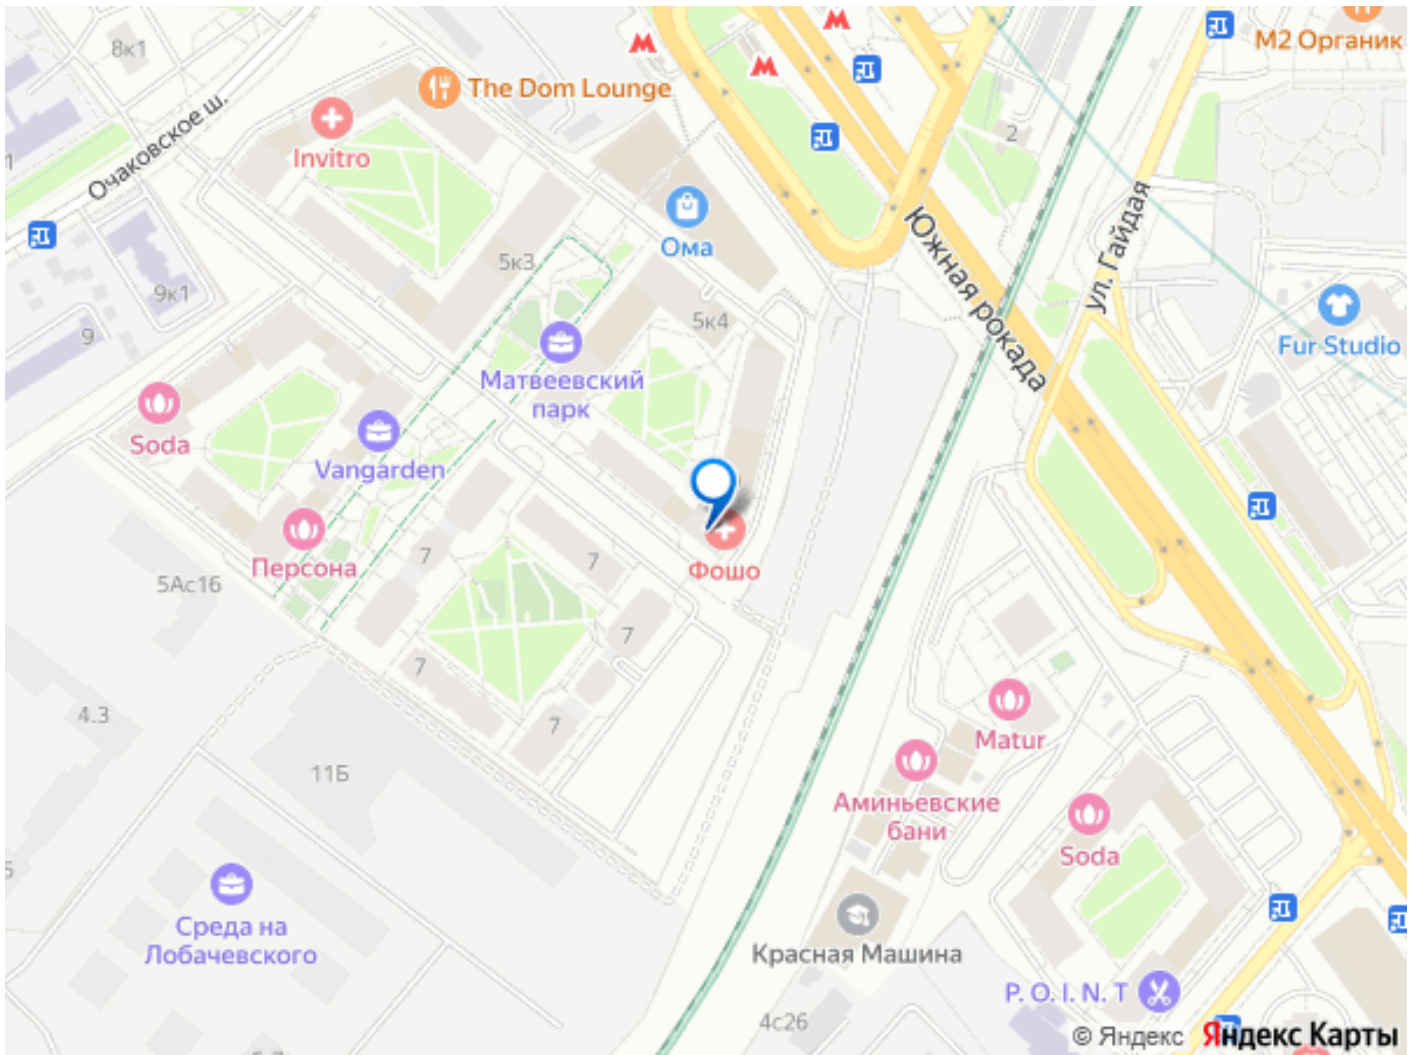 8к1
М2 Органик
The Dom Lounge
Очаковское ш.
Invitro
2
1
Южная рокада
ул. Гайдая
Ома
5к3
9к1
5к4
9
Fur Studio
Матвеевский
парк
Soda
Vangarden
7
7
Персона
Фошо
5Ас16
7
7
4.3
7
Matur
11Б
Аминьевские
бани
Soda
Среда на
Лобачевского
Красная Машина
P. O. I. N. T
4с26
© Яндекс Яндекс Карты